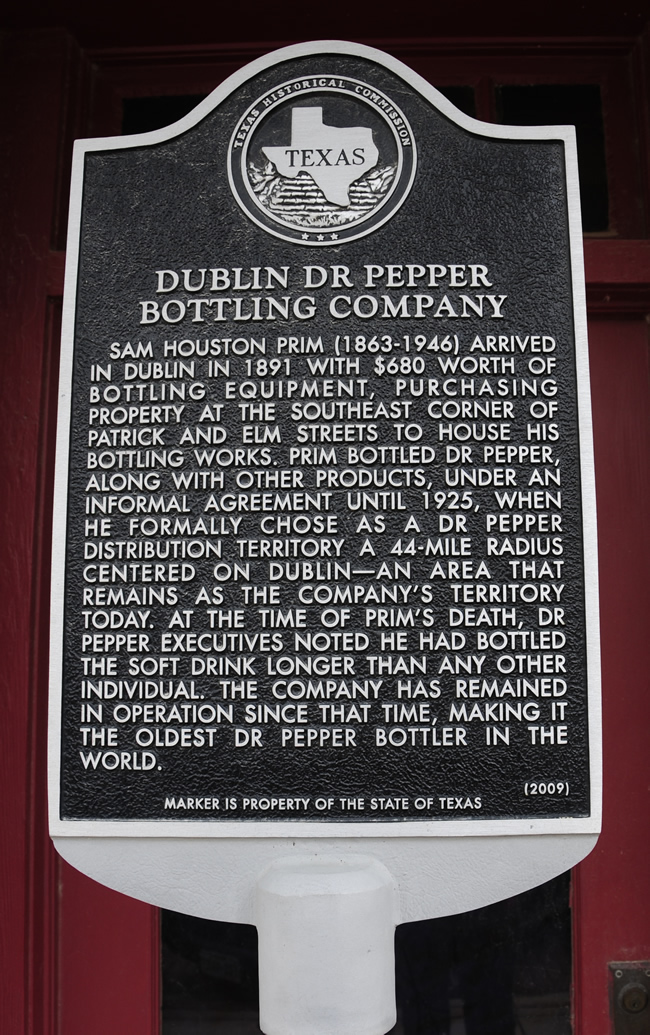 TEXAS HISTORICAL COMMISSION
TEXAS
DUBLIN DR PEPPER
BOTTLING COMPANY
SAM HOUSTON PRIM (1863-1946) ARRIVED
IN DUBLIN IN 1891 WITH $680 WORTH OF
BOTTLING EQUIPMENT, PURCHASING
PROPERTY AT THE SOUTHEAST CORNER OF
PATRICK AND ELM STREETS TO HOUSE HIS
BOTTLING WORKS. PRIM BOTTLED DR PEPPER,
ALONG WITH OTHER PRODUCTS, UNDER AN
INFORMAL AGREEMENT UNTIL 1925, WHEN
HE FORMALLY CHOSE AS A DR PEPPER
DISTRIBUTION TERRITORY A 44-MILE RADIUS
CENTERED ON DUBLIN—AN AREA THAT
REMAINS AS THE COMPANY'S TERRITORY
TODAY. AT THE TIME OF PRIM'S DEATH, DR
PEPPER EXECUTIVES NOTED HE HAD BOTTLED
THE SOFT DRINK LONGER THAN ANY OTHER
INDIVIDUAL. THE COMPANY HAS REMAINED
IN OPERATION SINCE THAT TIME, MAKING IT
THE OLDEST DR PEPPER BOTTLER IN THE
WORLD.
(2009)
MARKER IS PROPERTY OF THE STATE OF TEXAS